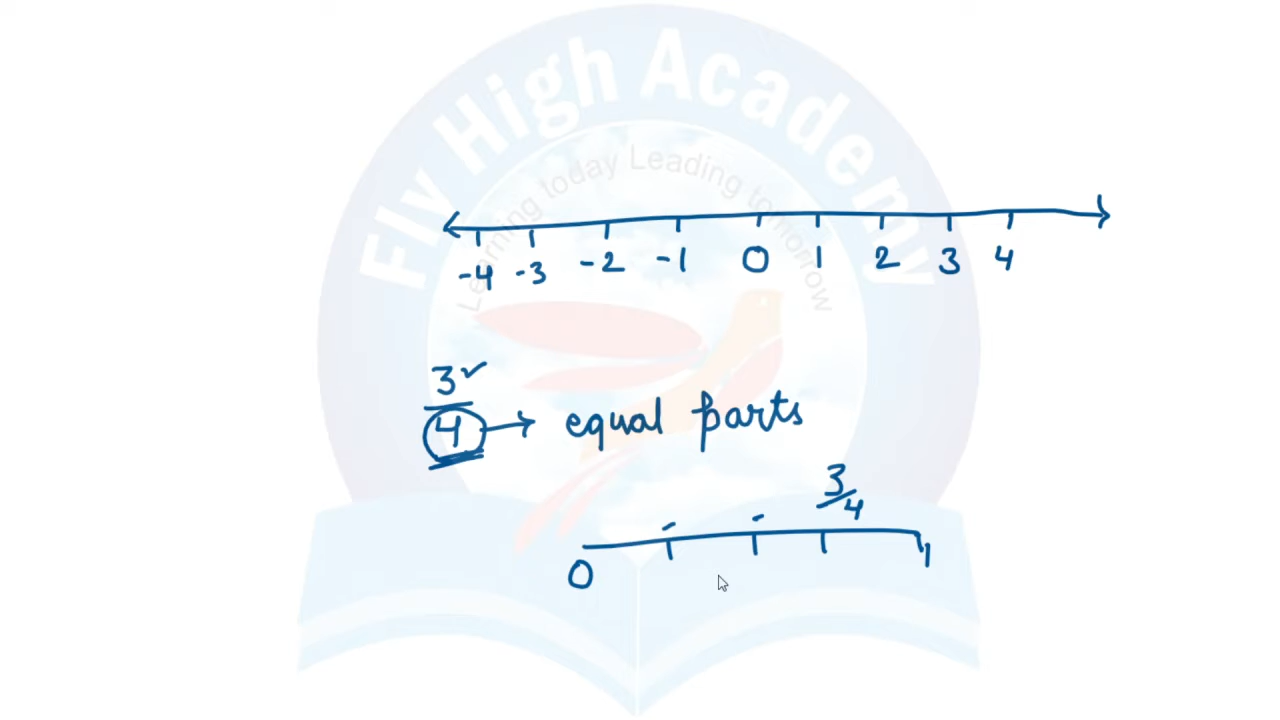 Fly High Academy
Learning today Leading tomorrow
-4 -3 -2 -1 0 1 2 3 4
3✓
4 → equal parts
3/4
0 1